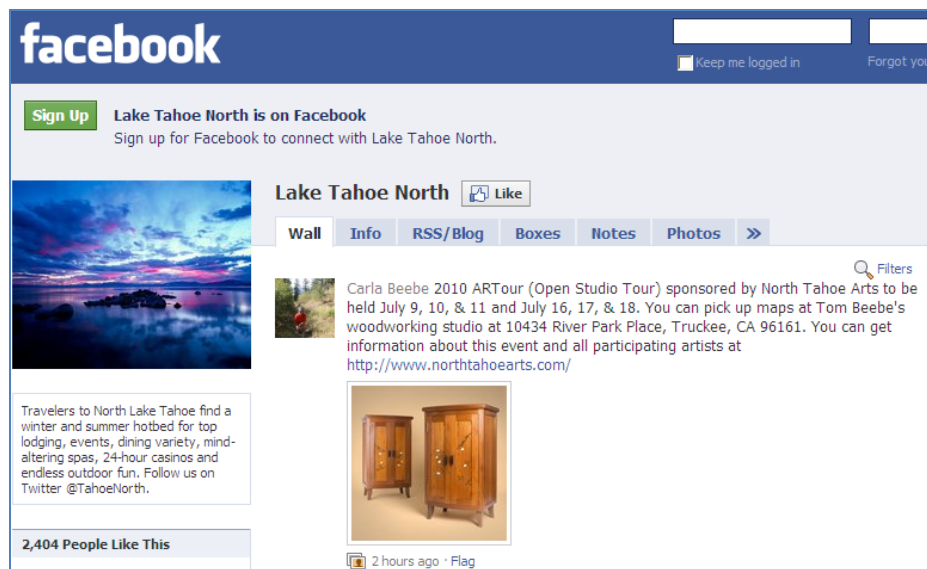 facebook
Keep me logged in
Forgot
Sign Up
Lake Tahoe North is on Facebook
Sign up for Facebook to connect with Lake Tahoe North.
Lake Tahoe North
Like
Wall Info RSS/Blog Boxes Notes Photos »
Filters
Carla Beebe 2010 ARTour (Open Studio Tour) sponsored by North Tahoe Arts to be
held July 9, 10, & 11 and July 16, 17, & 18. You can pick up maps at Tom Beebe's
woodworking studio at 10434 River Park Place, Truckee, CA 96161. You can get
information about this event and all participating artists at
http://www.northtahoearts.com/
2 hours ago · Flag
Travelers to North Lake Tahoe find a
winter and summer hotbed for top
lodging, events, dining variety, mind-
altering spas, 24-hour casinos and
endless outdoor fun. Follow us on
Twitter @TahoeNorth.
2,404 People Like This